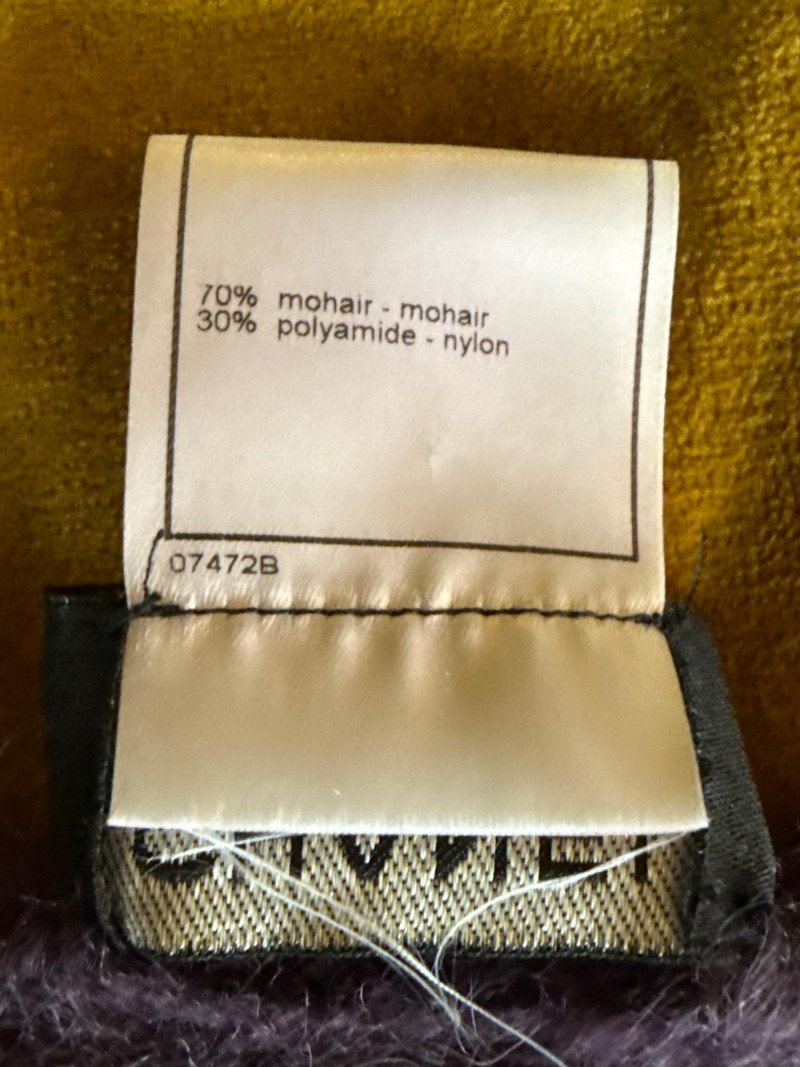 70% mohair - mohair
30% polyamide - nylon
07472B